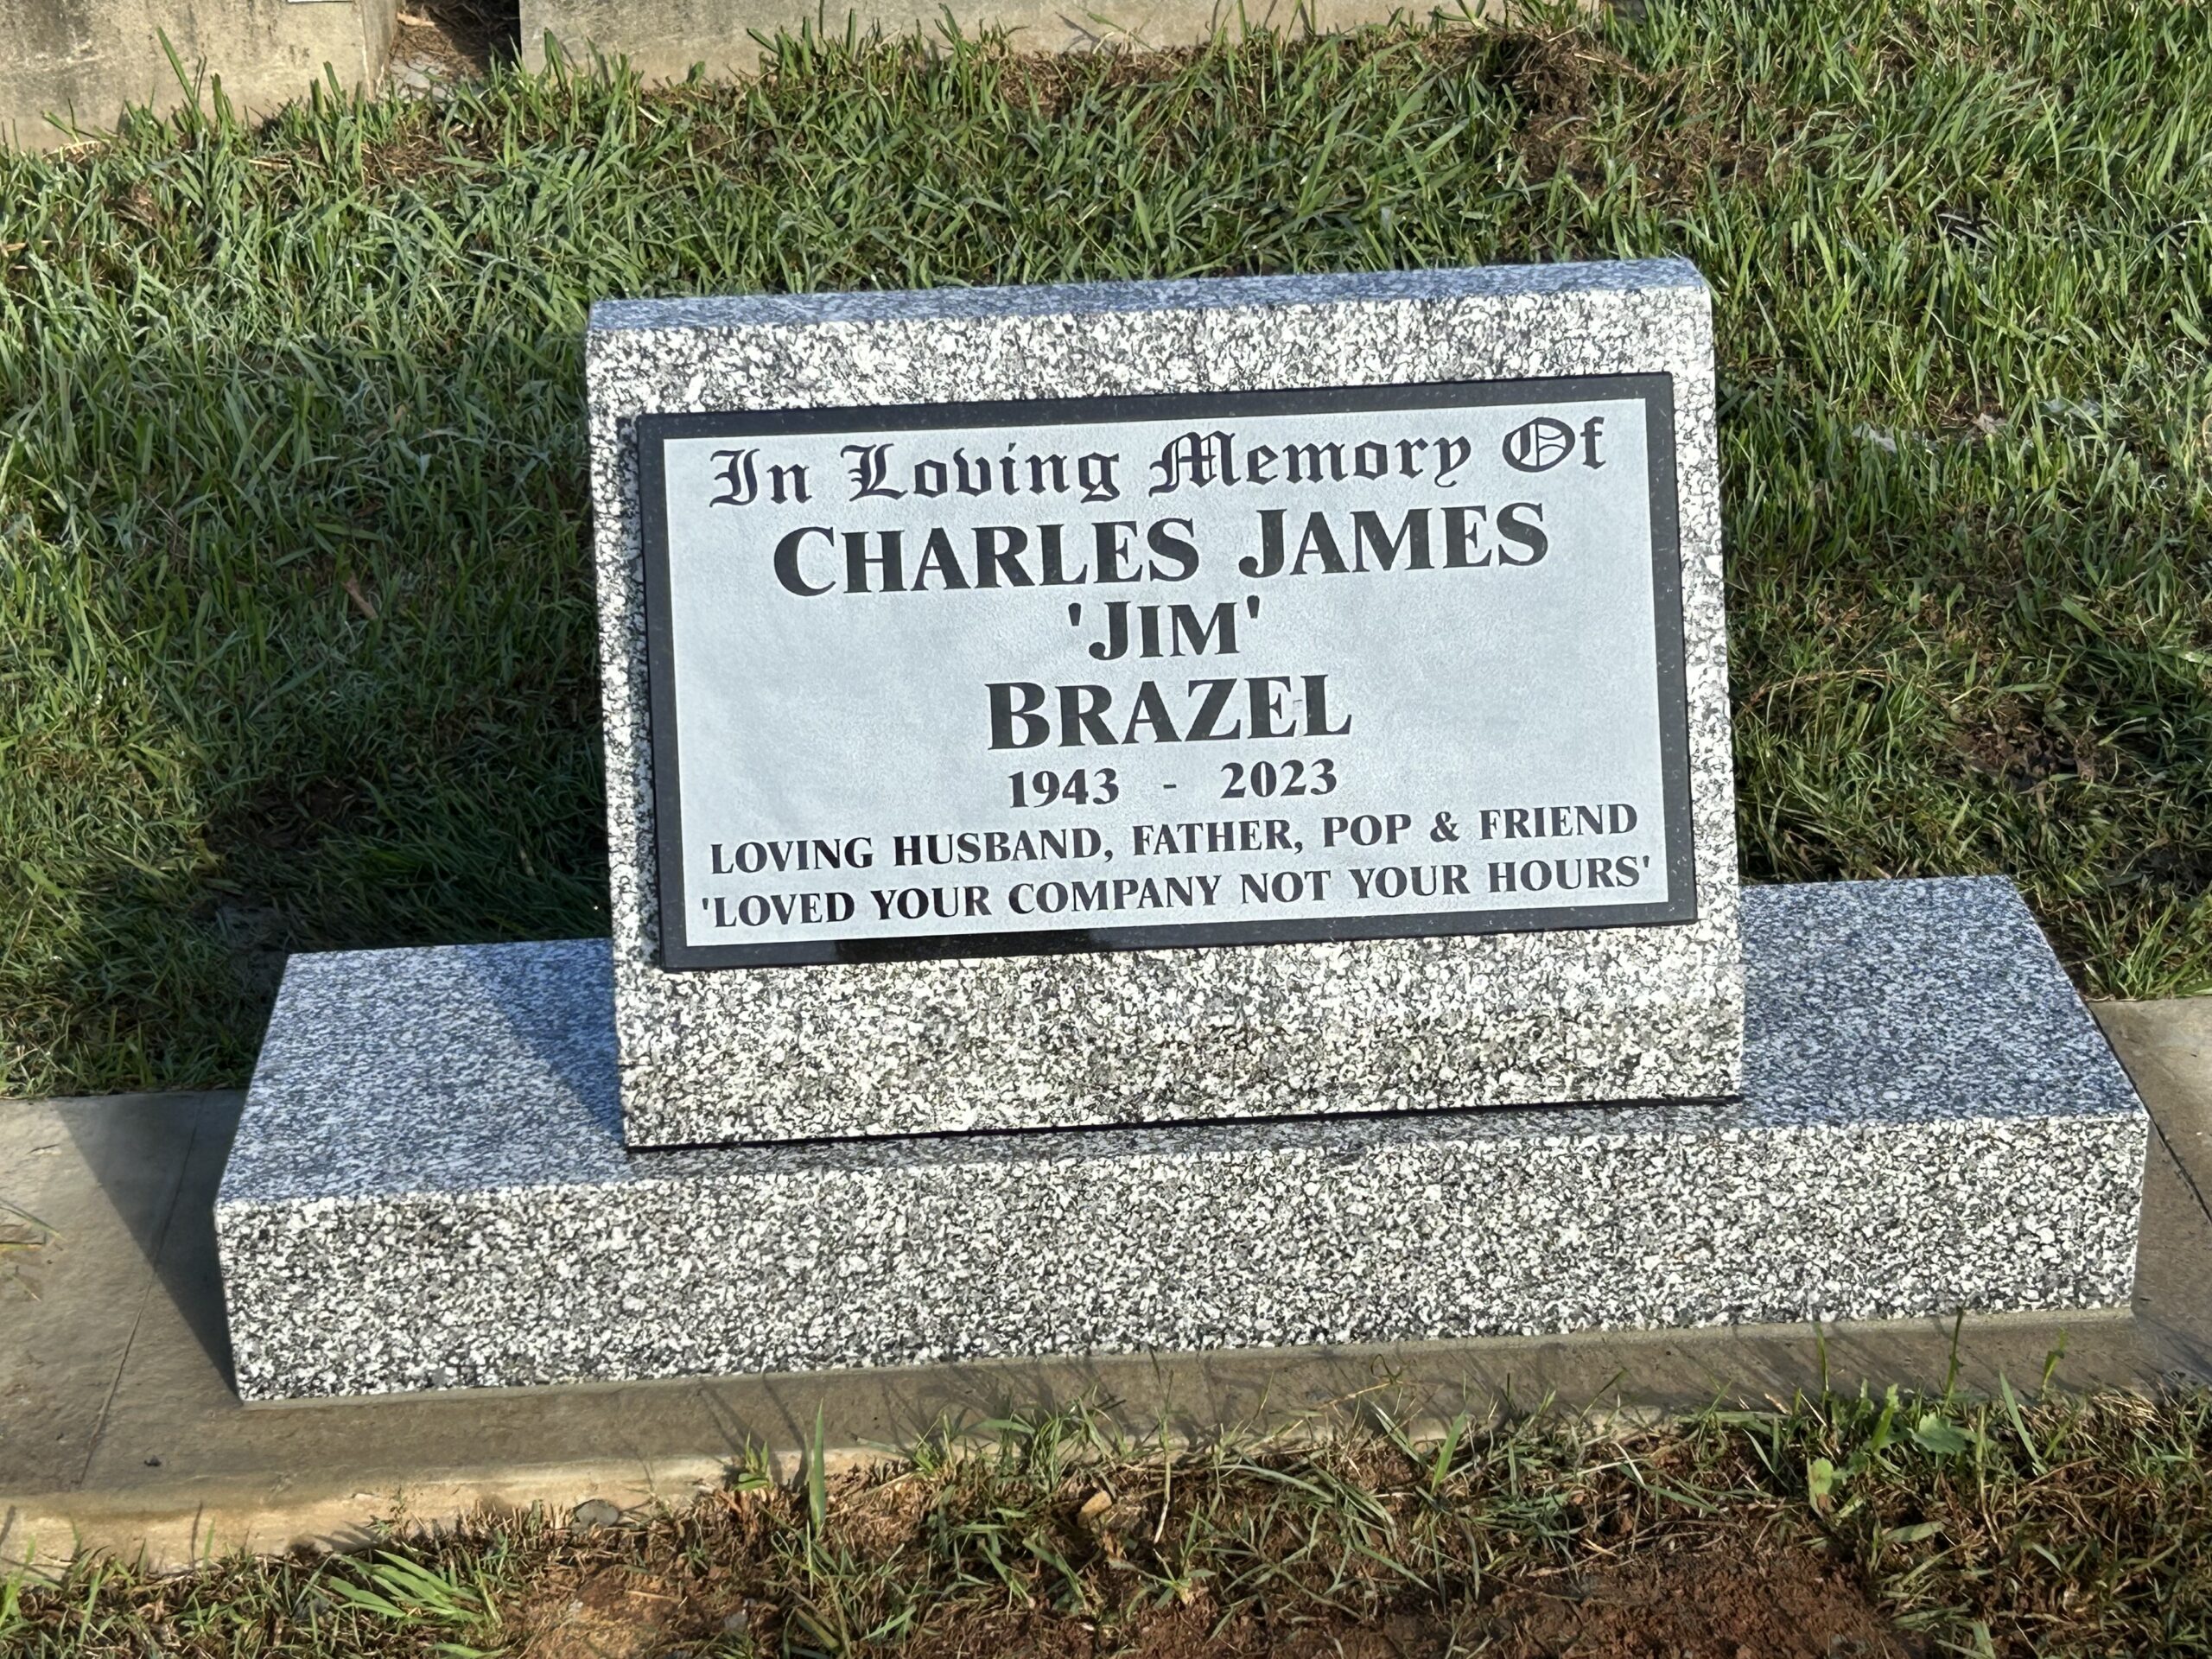 In Loving Memory Of
CHARLES JAMES
'JIM'
BRAZEL
1943 - 2023
LOVING HUSBAND, FATHER, POP & FRIEND
'LOVED YOUR COMPANY NOT YOUR HOURS'